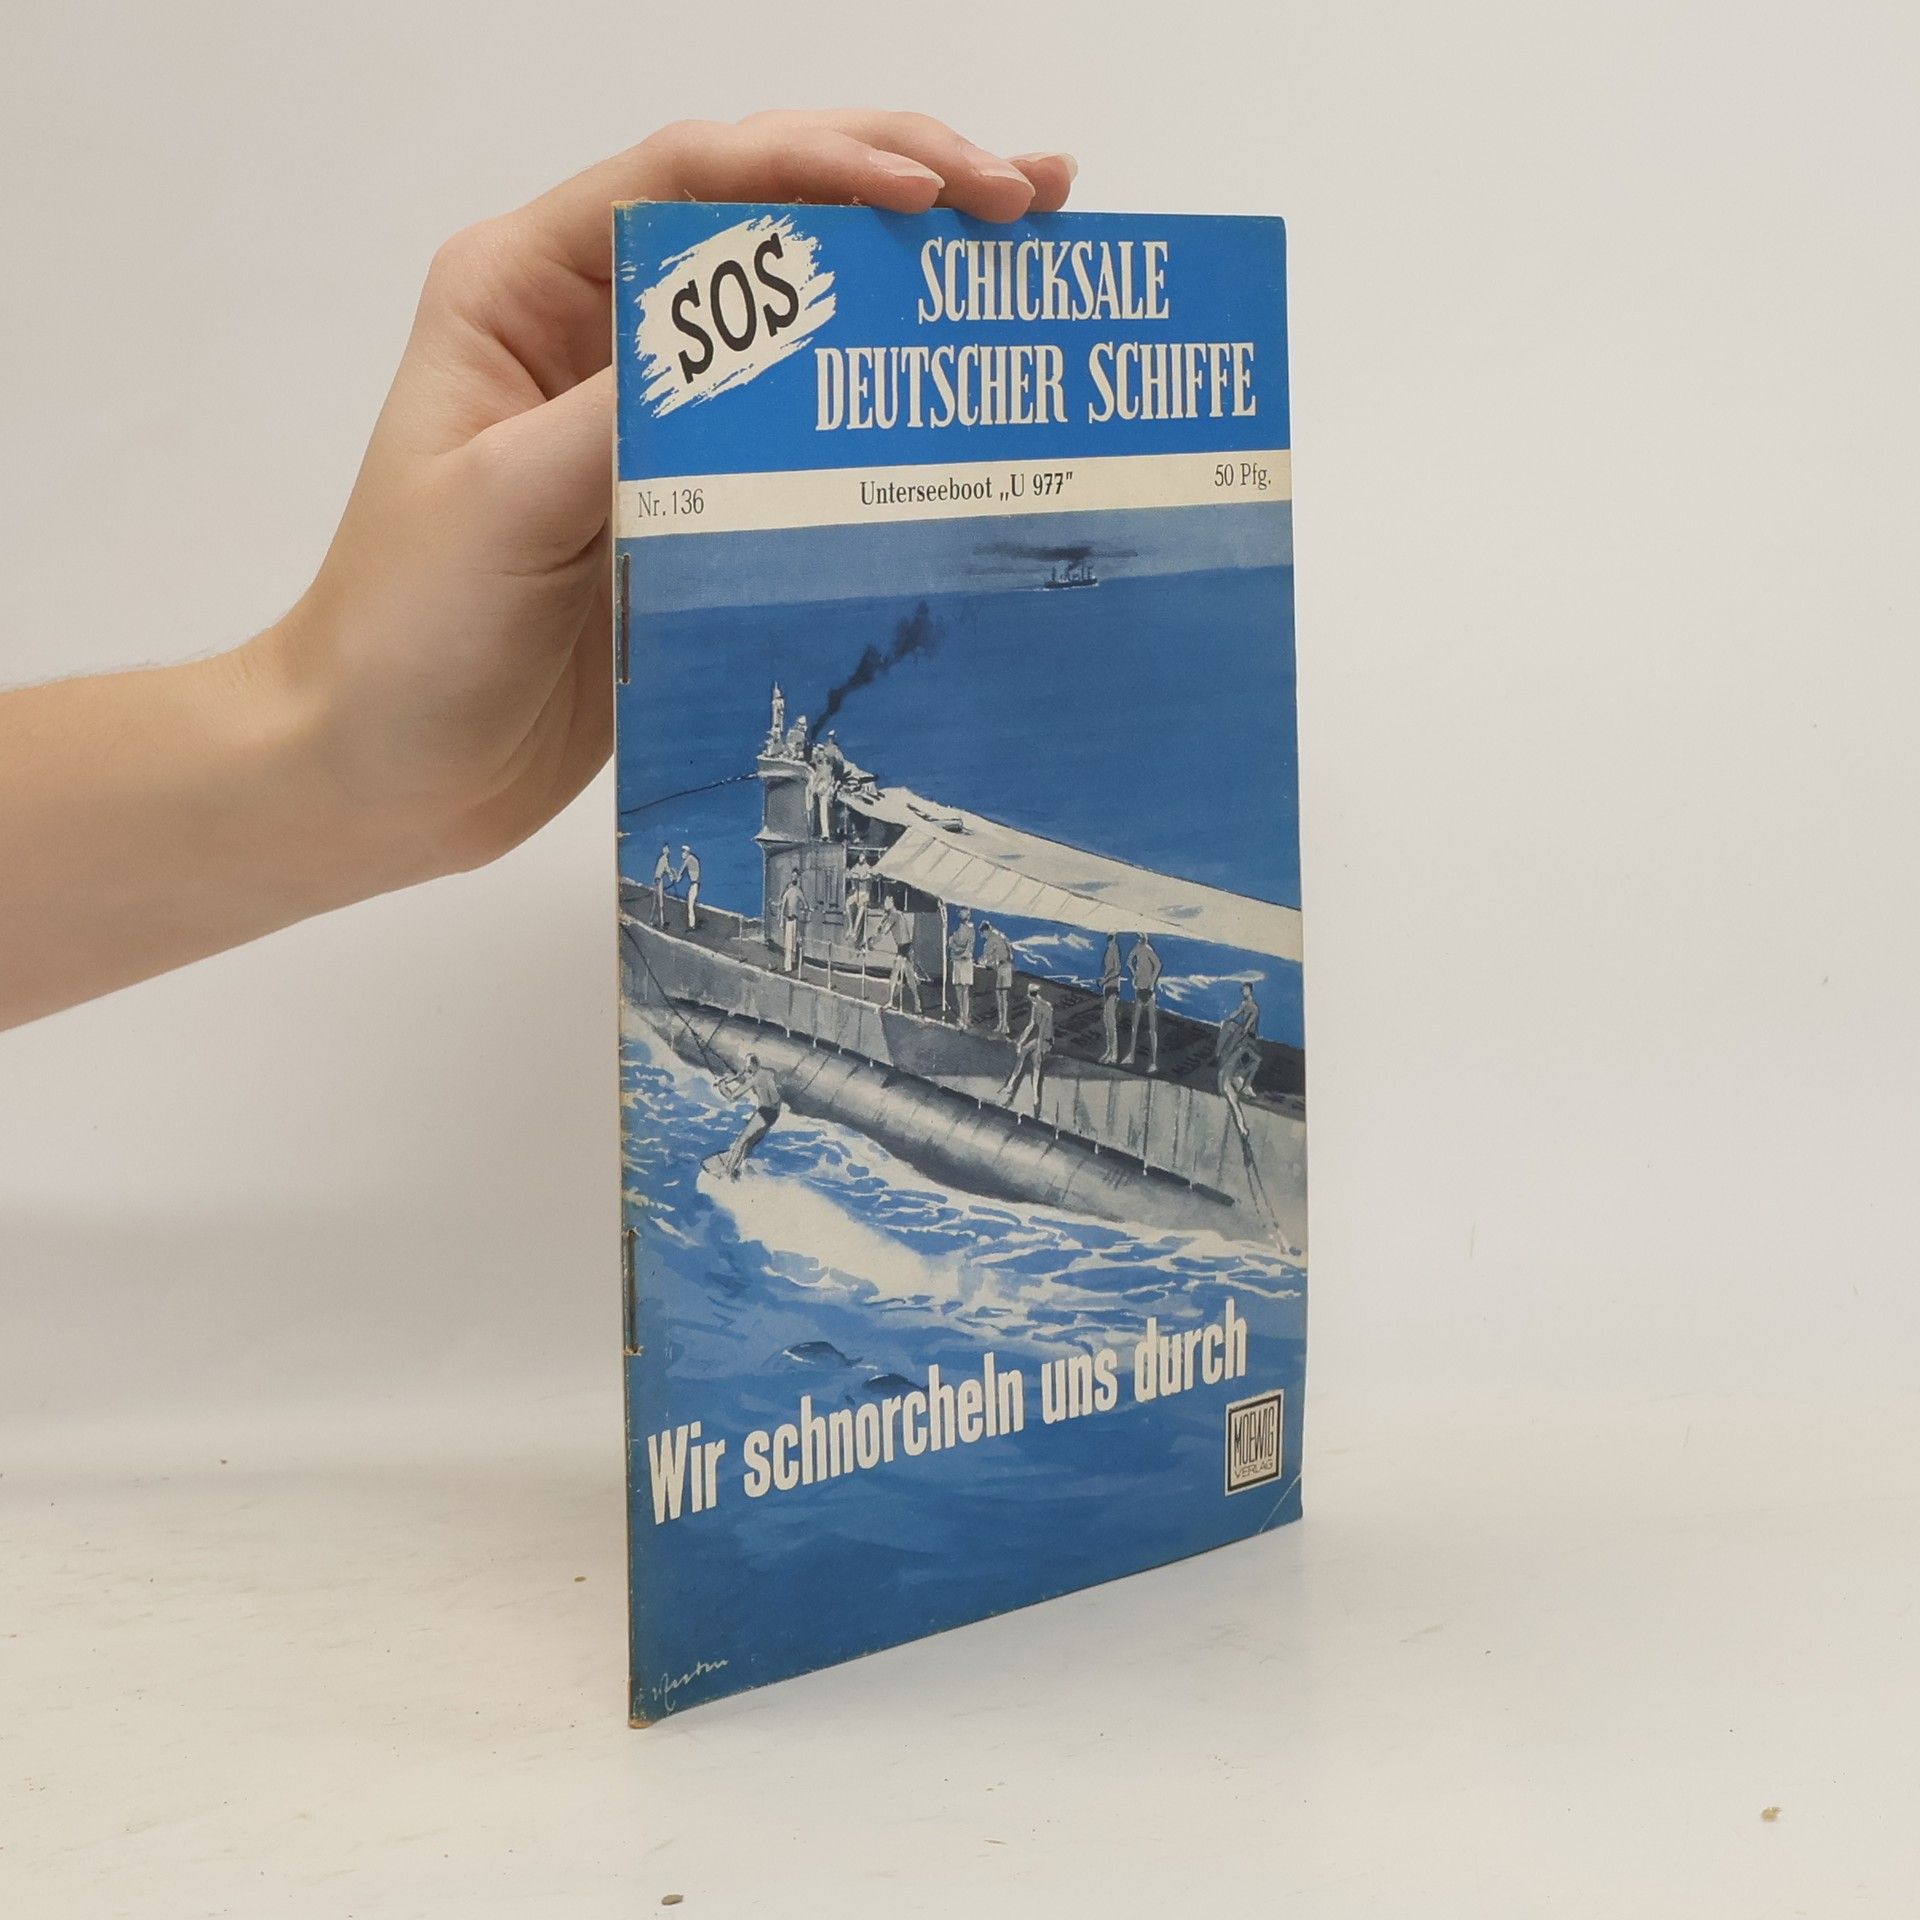 SOS
SCHICKSALE
DEUTSCHER SCHIFFE
Nr. 136
Unterseeboot „U 977"
50 Pfg.
Wir schnorcheln uns durch
MOEWIG
VERLAG